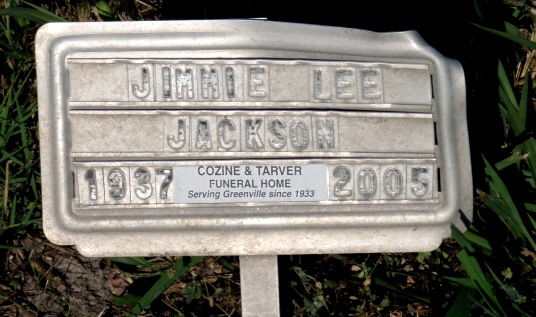 JIMMIE LEE
JACKSON
1937 COZINE & TARVER 2005
FUNERAL HOME
Serving Greenville since 1933